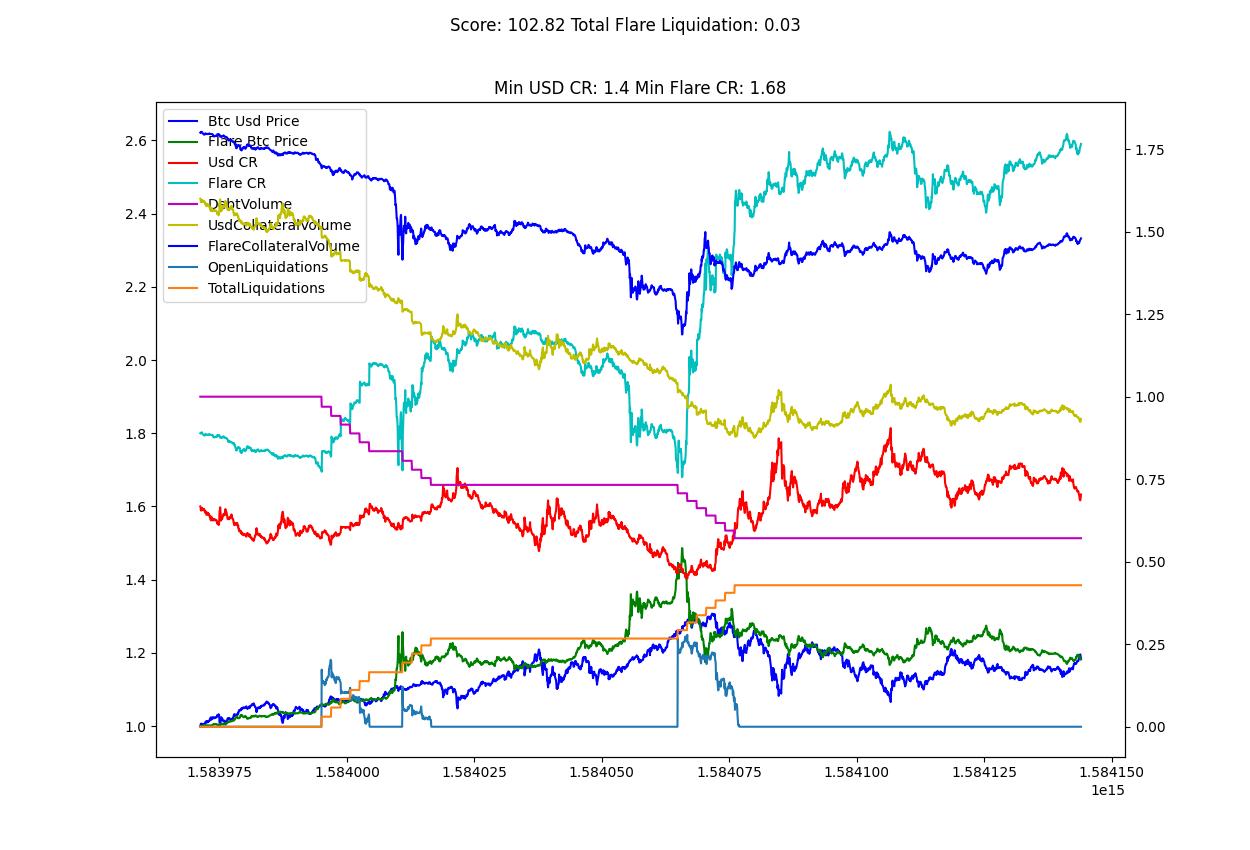 Score: 102.82 Total Flare Liquidation: 0.03
Min USD CR: 1.4 Min Flare CR: 1.68
Btc Usd Price
Flare Btc Price
Usd CR
Flare CR
DebtVolume
UsdCollateralVolume
FlareCollateralVolume
OpenLiquidations
TotalLiquidations
2.6
2.4
2.2
2.0
1.8
1.6
1.4
1.2
1.0
1.75
1.50
1.25
1.00
0.75
0.50
0.25
0.00
1.583975 1.584000 1.584025 1.584050 1.584075 1.584100 1.584125 1.584150
1e15